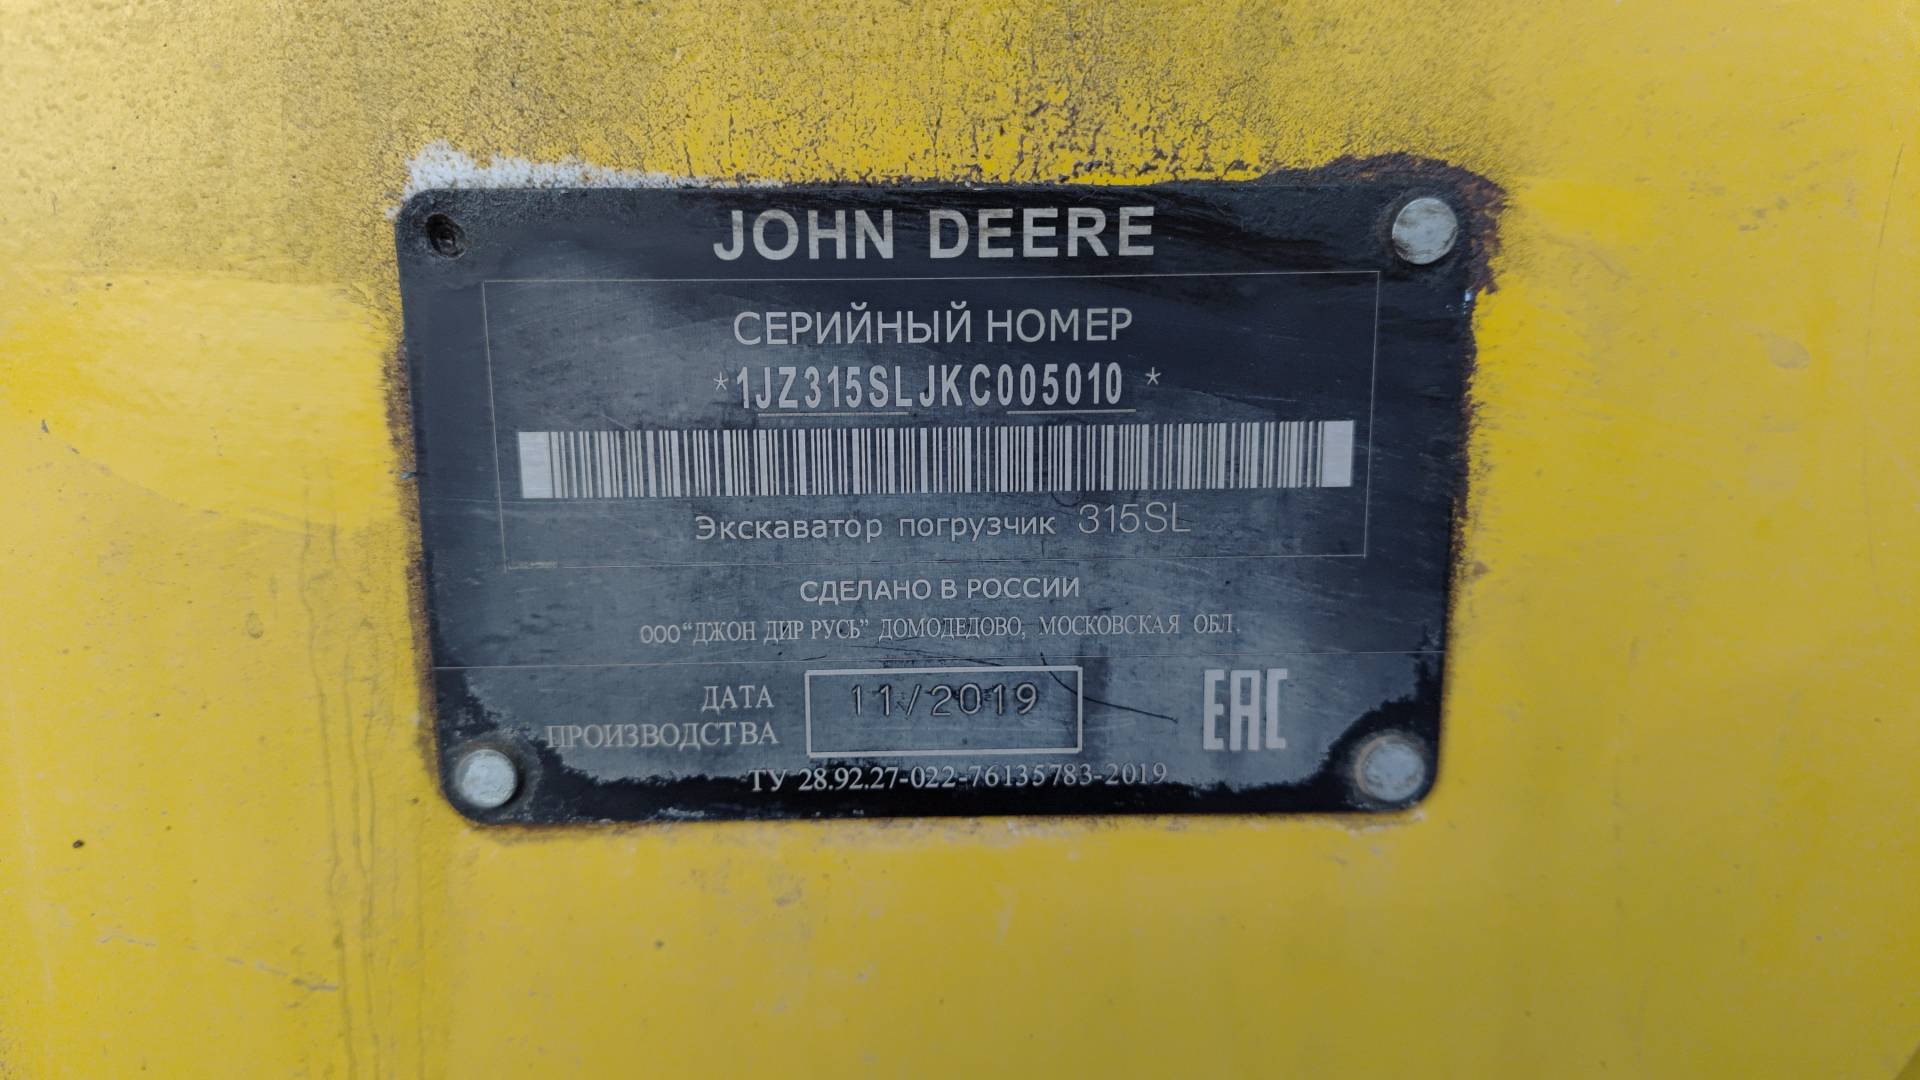 JOHN DEERE
СЕРИЙНЫЙ НОМЕР
*1JZ315SLJKC005010*
Экскаватор погрузчик 315SL
СДЕЛАНО В РОССИИ
ООО "ДЖОН ДИР РУСЬ" ДОМОДЕДОВО, МОСКОВСКАЯ ОБЛ.
ДАТА
ПРОИЗВОДСТВА
11/2019
EAC
ТУ 28.92.27-022-76135783-2019